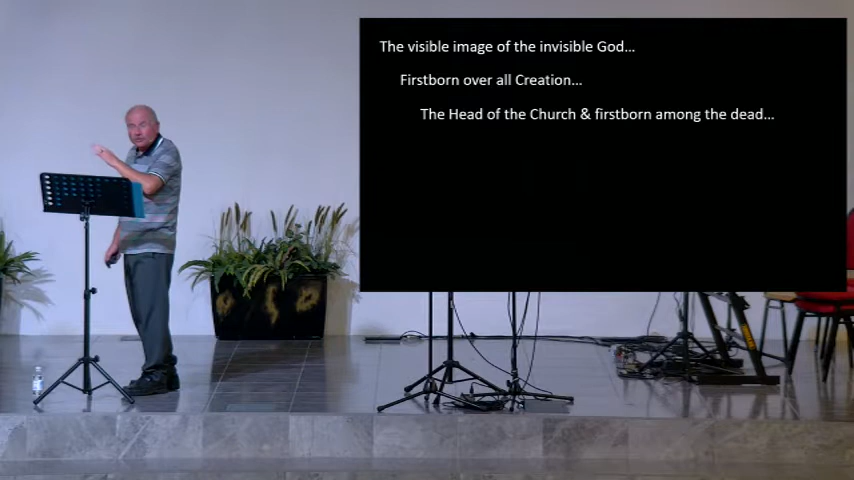 The visible image of the invisible God...
Firstborn over all Creation...
The Head of the Church & firstborn among the dead...